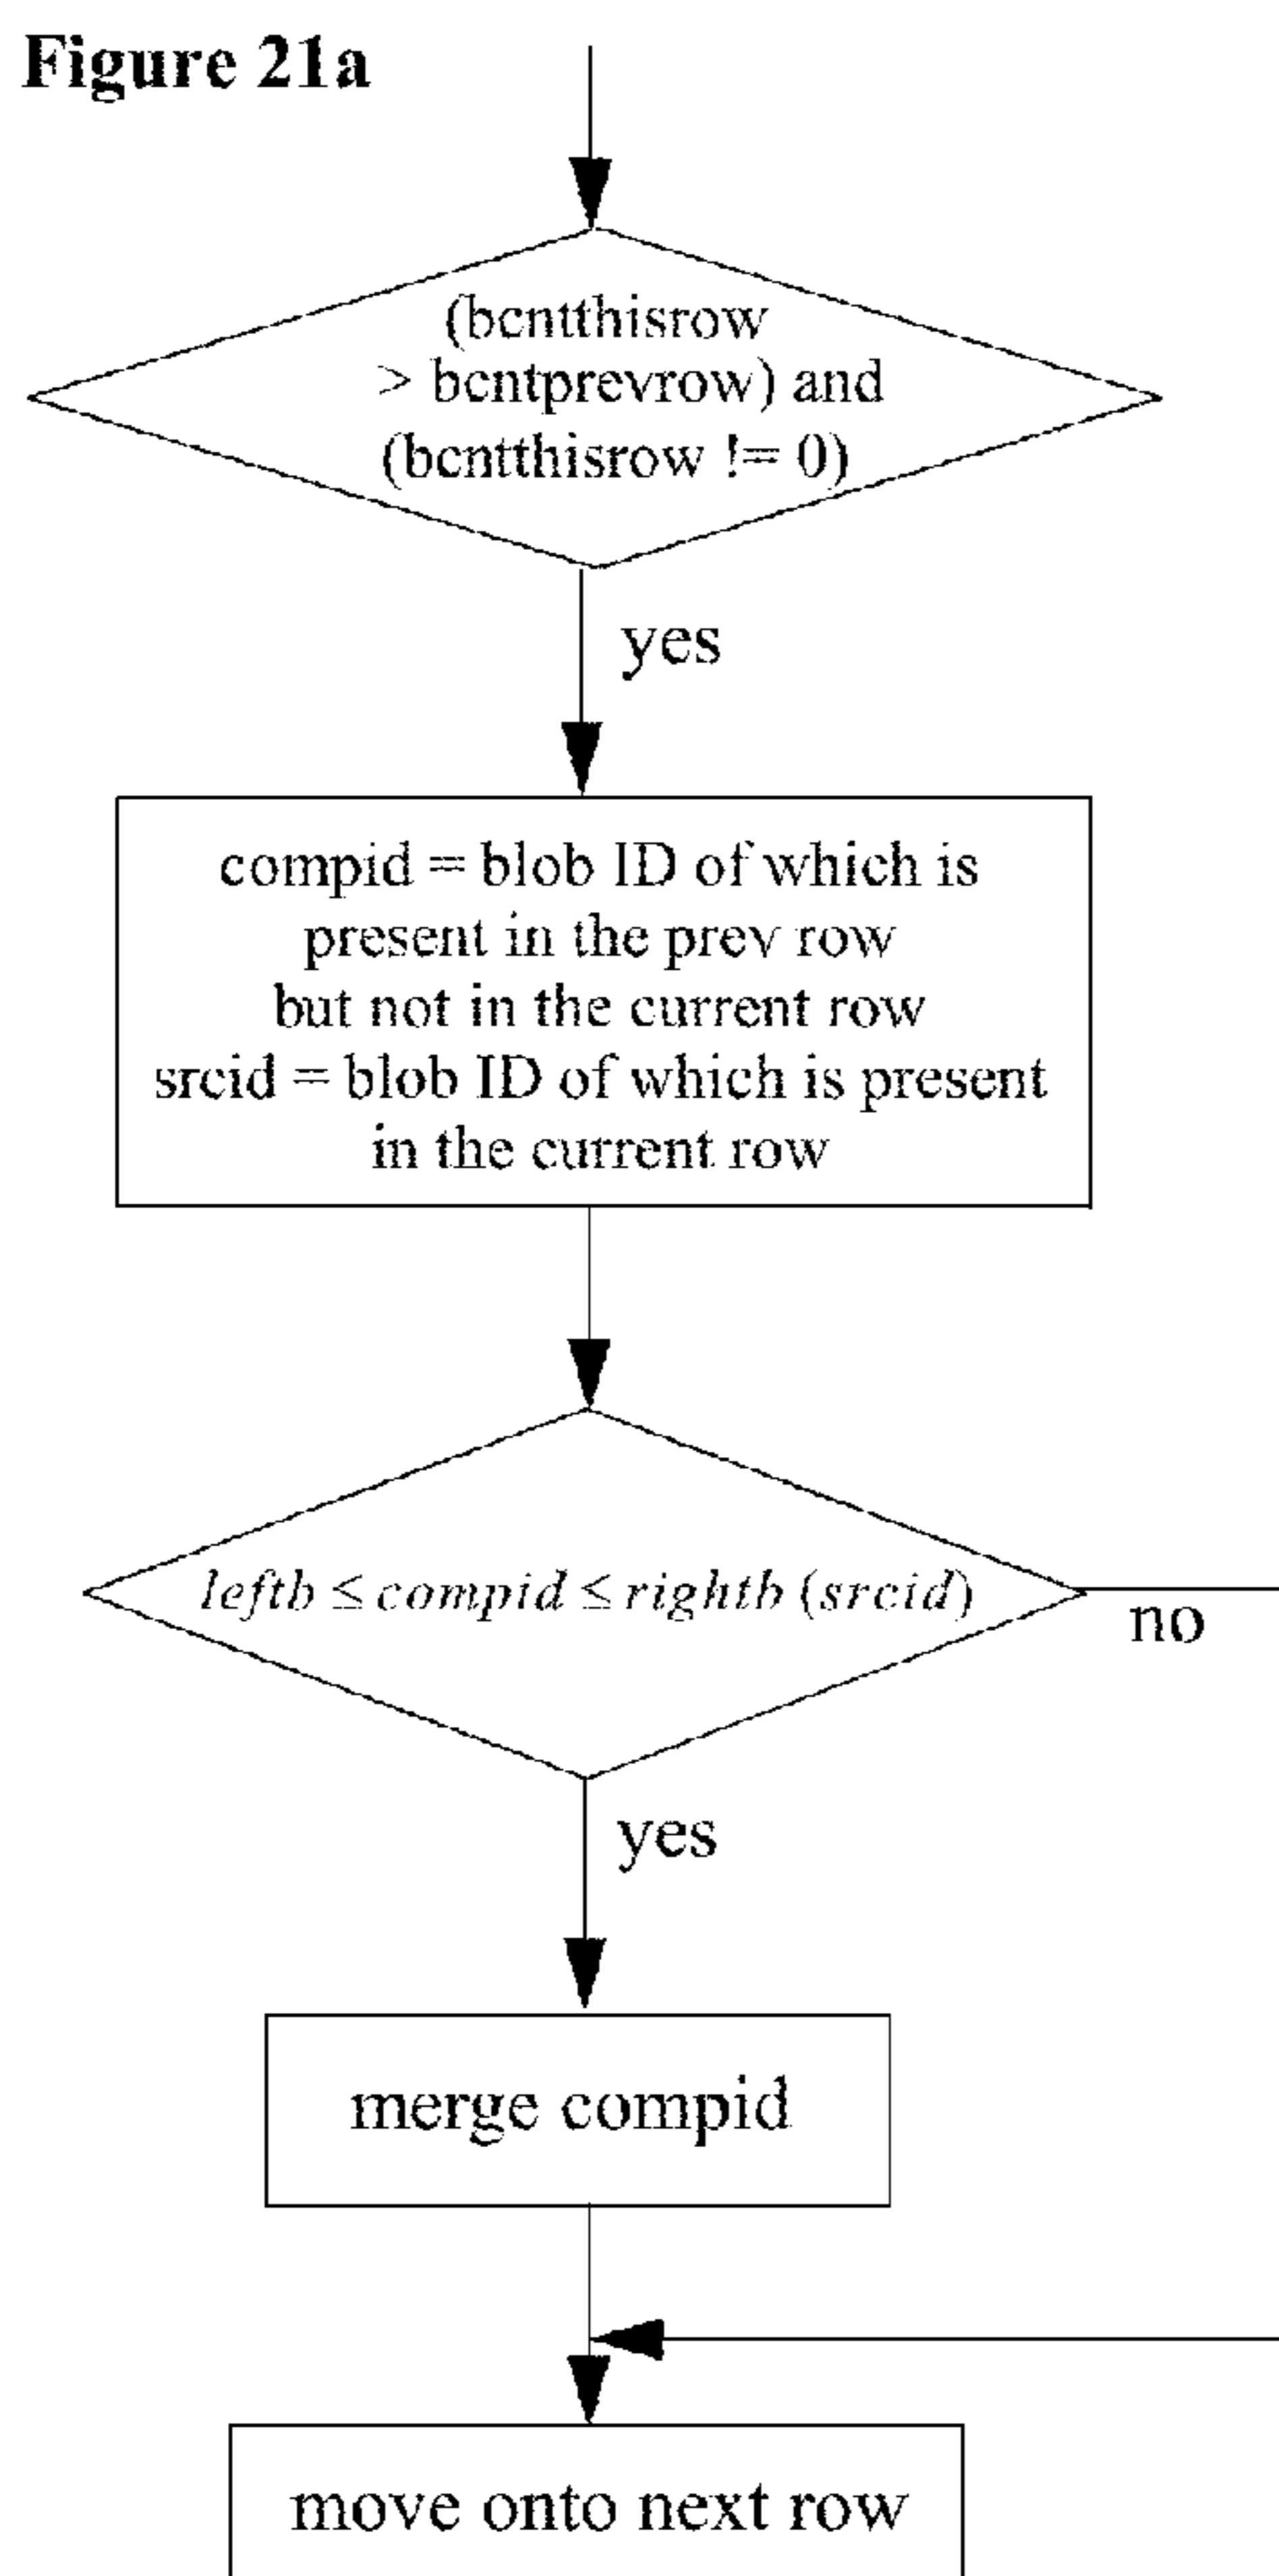 Figure 21a
(bcntthisrow
> bcntprevrow) and
(bcntthisrow != 0)
yes
compid = blob ID of which is
present in the prev row
but not in the current row
srcid = blob ID of which is present
in the current row
leftb ≤ compid ≤ rightb (srcid)
no
yes
merge compid
move onto next row